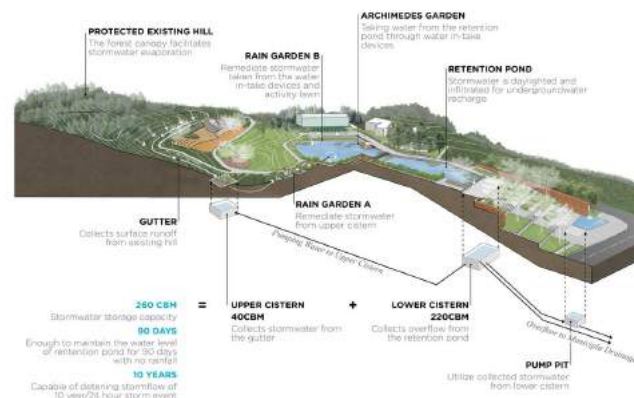 ARCHIMEDES GARDEN
Taking water from the retention
pond through water in-take
devices
PROTECTED EXISTING HILL
The forest canopy facilitates
stormwater evaporation
RAIN GARDEN B
Remediate stormwater
taken from the water
in-take devices and
activity lawn
RETENTION POND
Stormwater is daylighted and
infiltrated for undergroundwater
recharge
GUTTER
Collects surface runoff
from existing hill
RAIN GARDEN A
Remediate stormwater
from upper cistern
Pumping Water to Upper Cistern
260 CBM
Stormwater storage capacity
=
UPPER CISTERN
40CBM
Collects stormwater from
the gutter
+
LOWER CISTERN
220CBM
Collects overflow from
the retention pond
90 DAYS
Enough to maintain the water level
of rentention pond for 90 days
with no rainfall
10 YEARS
Capable of detening stormflow of
10 year/24 hour storm event
Overflow to Municiple Drainage
PUMP PIT
Utilize collected stormwater
from lower cistern